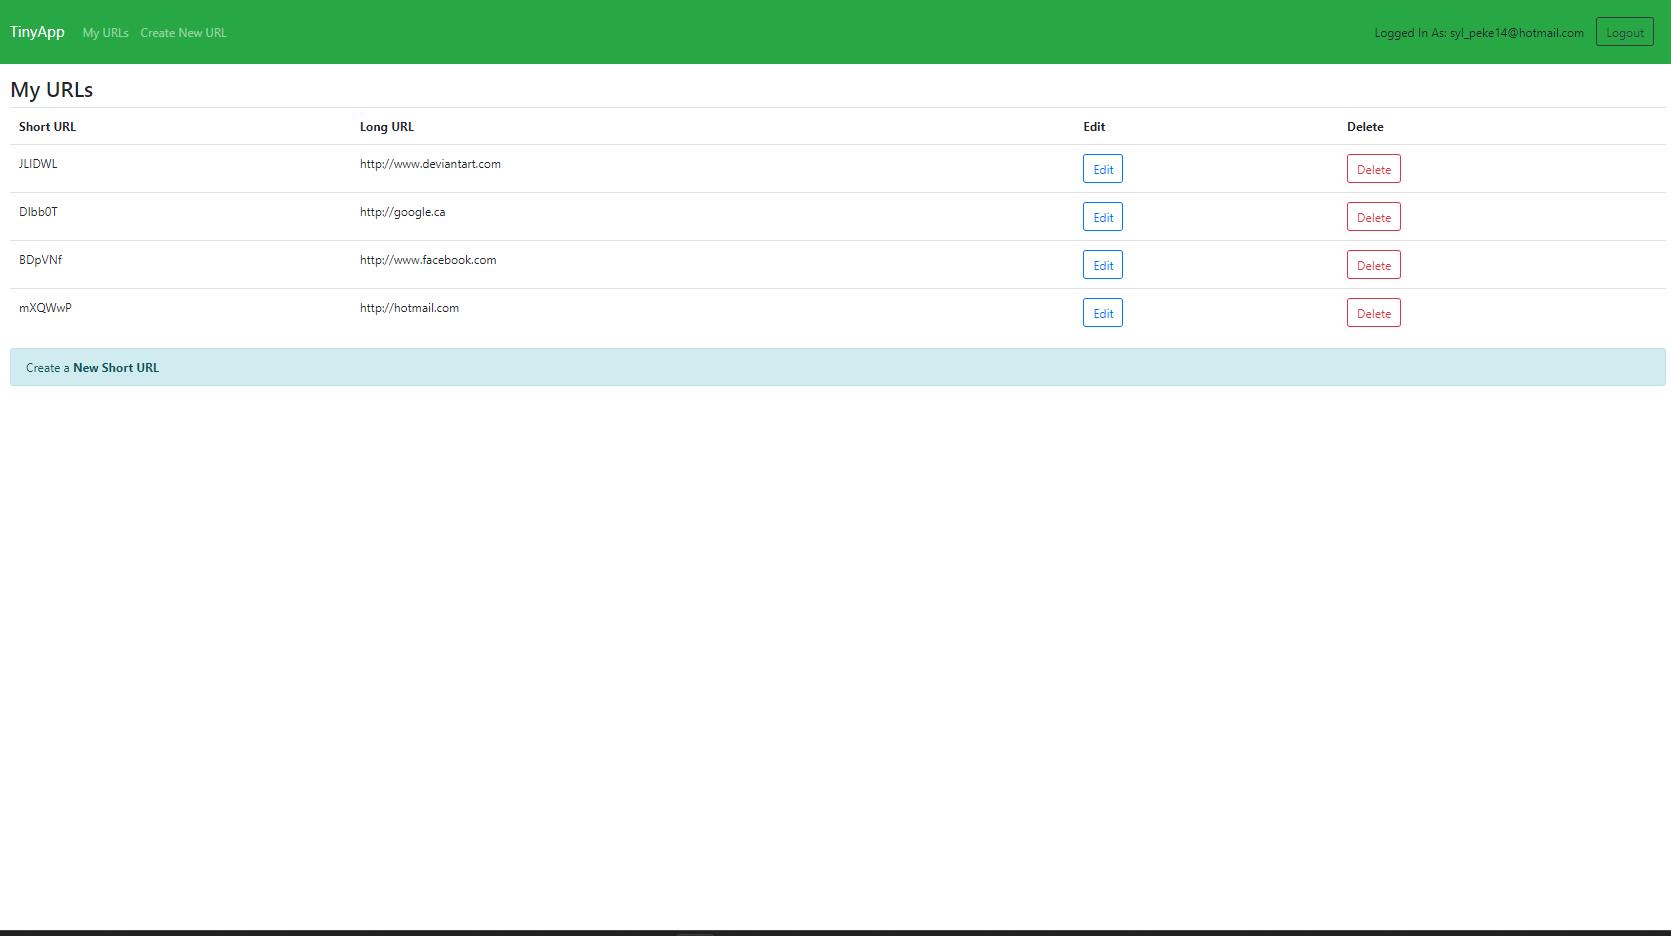 TinyApp My URLs Create New URL Logged In As: syl_peke14@hotmail.com Logout
My URLs
Short URL Long URL Edit Delete
JLIDWL http://www.deviantart.com Edit Delete
DIbb0T http://google.ca Edit Delete
BDpVNf http://www.facebook.com Edit Delete
mXQWwP http://hotmail.com Edit Delete
Create a New Short URL